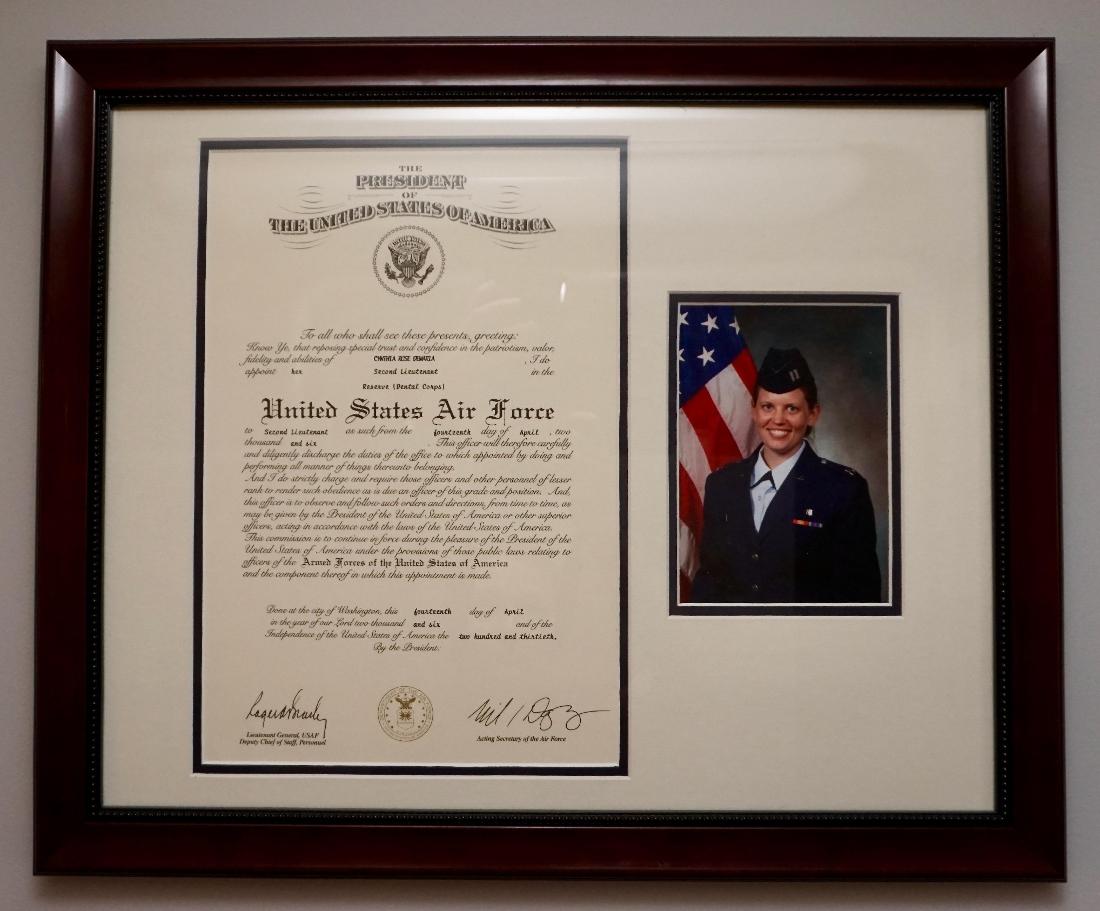 THE
PRESIDENT
OF
THE UNITED STATES OF AMERICA
To all who shall see these presents, greeting:
Know Ye, that reposing special trust and confidence in the patriotism, valor,
fidelity and abilities of CYNTHIA ROSE DEMARIA , I do
appoint her Second Lieutenant in the
Reserve (Dental Corps)
United States Air Force
to Second Lieutenant as such from the fourteenth day of April , two
thousand and six . This officer will therefore carefully
and diligently discharge the duties of the office to which appointed by doing and
performing all manner of things thereunto belonging.
And I do strictly charge and require those officers and other personnel of lesser
rank to render such obedience as is due an officer of this grade and position. And,
this officer is to observe and follow such orders and directions, from time to time, as
may be given by the President of the United States of America or other superior
officers, acting in accordance with the laws of the United States of America.
This commission is to continue in force during the pleasure of the President of the
United States of America under the provisions of those public laws relating to
officers of the Armed Forces of the United States of America
and the component thereof in which this appointment is made.
Done at the city of Washington, this fourteenth day of April
in the year of our Lord two thousand and six and of the
Independence of the United States of America the two hundred and thirtieth.
By the President:
Lieutenant General, USAF
Deputy Chief of Staff, Personnel
Acting Secretary of the Air Force